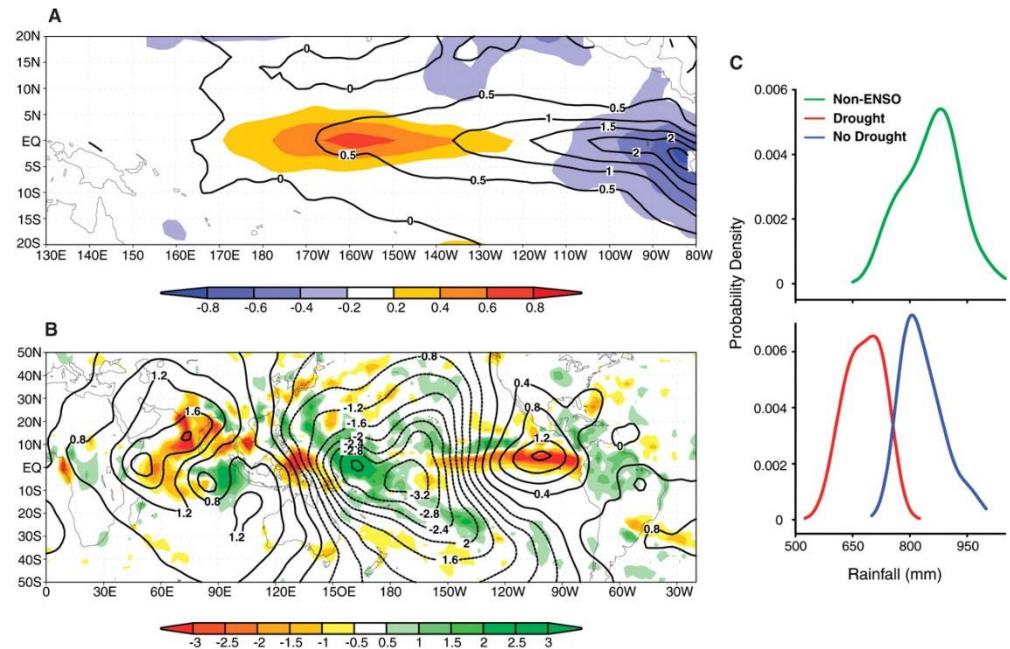 A
20N
15N
10N
5N
EQ
5S
10S
15S
20S
130E 140E 150E 160E 170E 180 170W 160W 150W 140W 130W 120W 110W 100W 90W 80W
0
0
0
0
0.5
0.5
0.5
0.5
1
1.5
2
2
1
0.5
0
0
-0.8 -0.6 -0.4 -0.2 0.2 0.4 0.6 0.8
B
50N
40N
30N
20N
10N
EQ
10S
20S
30S
40S
50S
0 30E 60E 90E 120E 150E 180 150W 120W 90W 60W 30W
1.2
1.6
0.8
0.8
1.2
1.2
-0.8
-1.2
-1.6
-2.8
-3.2
-2.8
-2.4
2
1.6
0.4
0.8
1.2
0.4
0
0.8
-3 -2.5 -2 -1.5 -1 -0.5 0.5 1 1.5 2 2.5 3
C
Non-ENSO
Drought
No Drought
0.006
0.004
0.002
0
0.006
0.004
0.002
0
500 650 800 950
Probability Density
Rainfall (mm)